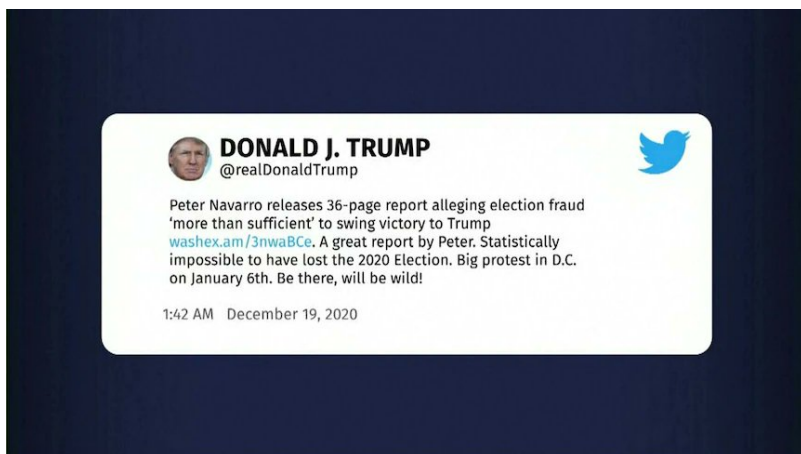 DONALD J. TRUMP
@realDonaldTrump
Peter Navarro releases 36-page report alleging election fraud
‘more than sufficient’ to swing victory to Trump
washex.am/3nwaBCe. A great report by Peter. Statistically
impossible to have lost the 2020 Election. Big protest in D.C.
on January 6th. Be there, will be wild!
1:42 AM December 19, 2020